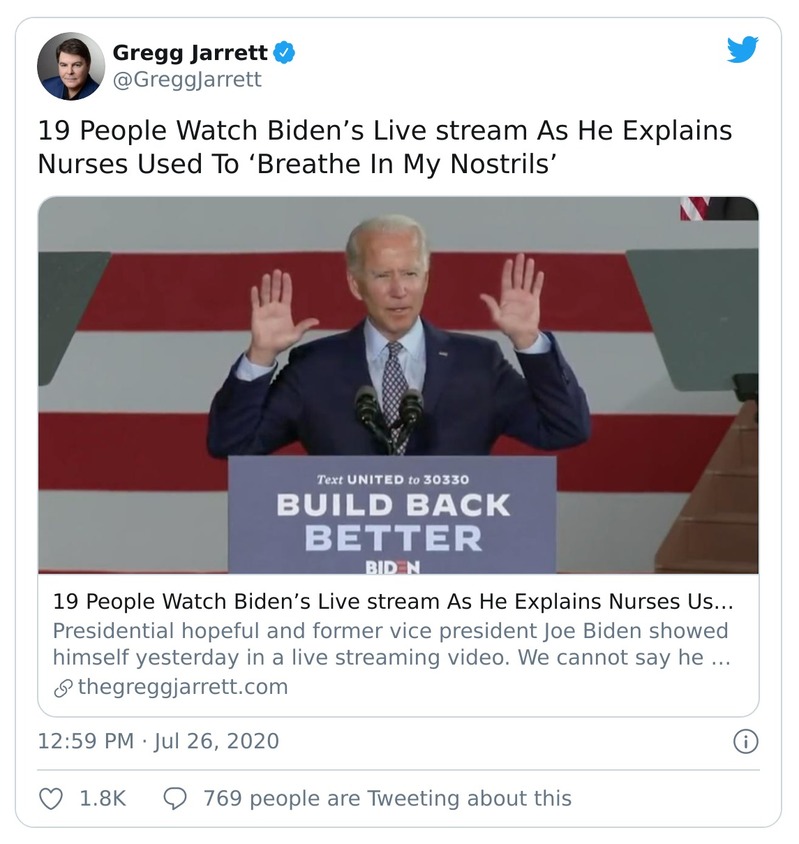 Gregg Jarrett
@GreggJarrett
19 People Watch Biden’s Live stream As He Explains
Nurses Used To ‘Breathe In My Nostrils’
Text UNITED to 30330
BUILD BACK
BETTER
BIDEN
19 People Watch Biden’s Live stream As He Explains Nurses Us...
Presidential hopeful and former vice president Joe Biden showed
himself yesterday in a live streaming video. We cannot say he ...
thegreggjarrett.com
12:59 PM · Jul 26, 2020
1.8K
769 people are Tweeting about this